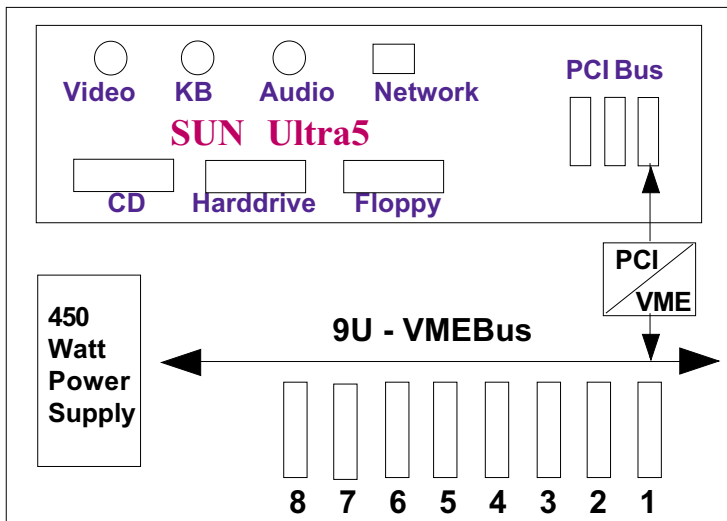 Video KB Audio Network PCI Bus
SUN Ultra5
CD Harddrive Floppy
PCI
VME
450
Watt
Power
Supply
9U - VMEBus
8 7 6 5 4 3 2 1